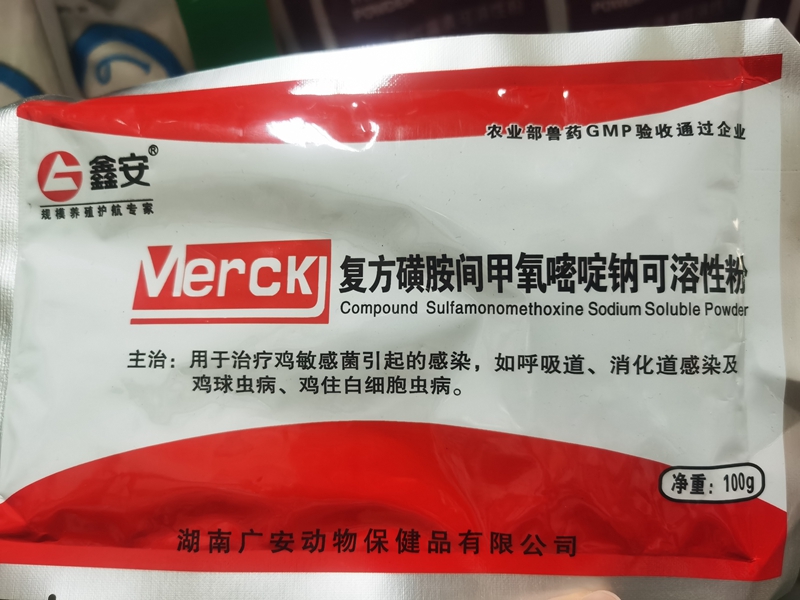 农业部兽药GMP验收通过企业
鑫安®
规模养殖护航专家
Merck
复方磺胺间甲氧嘧啶钠可溶性粉
Compound Sulfamonomethoxine Sodium Soluble Powder
主治：用于治疗鸡敏感菌引起的感染，如呼吸道、消化道感染及
鸡球虫病、鸡住白细胞虫病。
净重：100g
湖南广安动物保健品有限公司